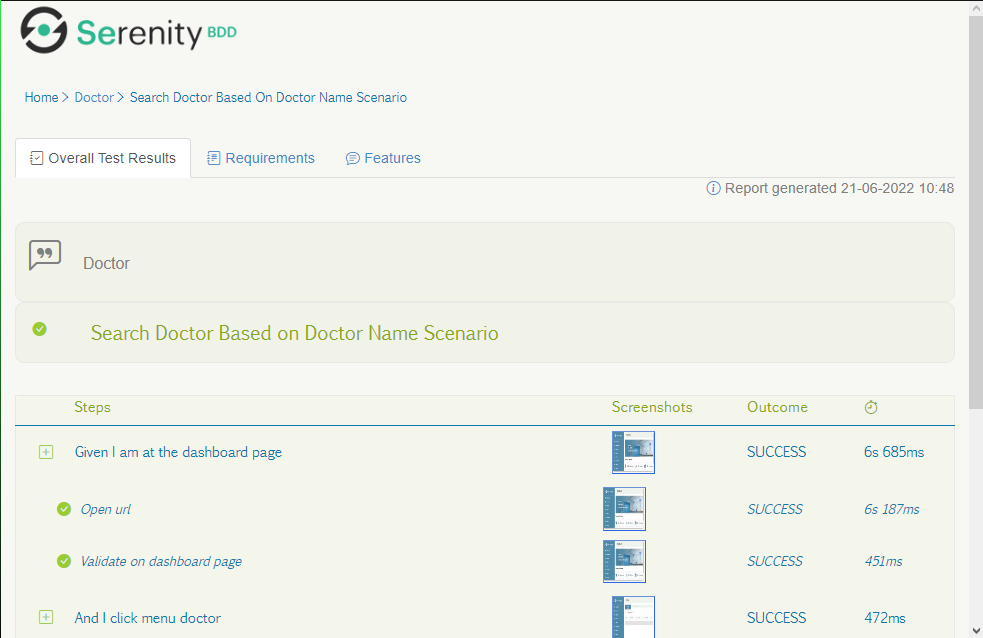 Serenity BDD
Home > Doctor > Search Doctor Based On Doctor Name Scenario
Overall Test Results Requirements Features
Report generated 21-06-2022 10:48
Doctor
Search Doctor Based on Doctor Name Scenario
Steps Screenshots Outcome
Given I am at the dashboard page SUCCESS 6s 685ms
Open url SUCCESS 6s 187ms
Validate on dashboard page SUCCESS 451ms
And I click menu doctor SUCCESS 472ms